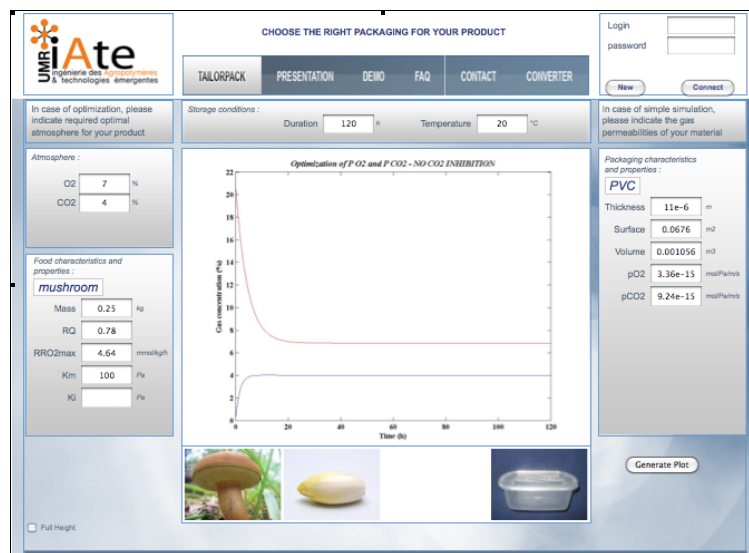 UMR iAte
ingénierie des Agropolymères
& technologies émergentes
CHOOSE THE RIGHT PACKAGING FOR YOUR PRODUCT
TAILORPACK PRESENTATION DEMO FAQ CONTACT CONVERTER
Login
password
New Connect
In case of optimization, please
indicate required optimal
atmosphere for your product
Storage conditions :
Duration 120 h Temperature 20 °C
In case of simple simulation,
please indicate the gas
permeabilities of your material
Atmosphere :
O2 7 %
CO2 4 %
Food characteristics and
properties :
mushroom
Mass 0.25 kg
RQ 0.78
RRO2max 4.64 mmol/kg/h
Km 100 Pa
Ki Pa
Optimization of P O2 and P CO2 - NO CO2 INHIBITION
Gas concentration (%)
22
20
18
16
14
12
10
8
6
4
2
0
0 20 40 60 80 100 120
Time (h)
Packaging characteristics
and properties :
PVC
Thickness 11e-6 m
Surface 0.0676 m2
Volume 0.001056 m3
pO2 3.36e-15 mol/Pa/m/s
pCO2 9.24e-15 mol/Pa/m/s
Generate Plot
Full Height